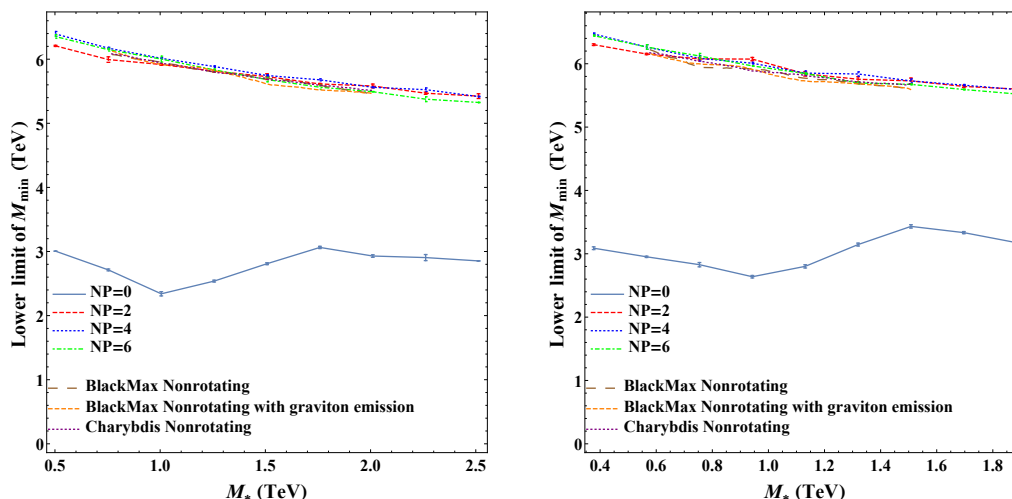 Lower limit of M_min (TeV)
6
5
4
3
2
1
0
NP=0
NP=2
NP=4
NP=6
BlackMax Nonrotating
BlackMax Nonrotating with graviton emission
Charybdis Nonrotating
0.5 1.0 1.5 2.0 2.5
M_* (TeV)
Lower limit of M_min (TeV)
6
5
4
3
2
1
0
NP=0
NP=2
NP=4
NP=6
BlackMax Nonrotating
BlackMax Nonrotating with graviton emission
Charybdis Nonrotating
0.4 0.6 0.8 1.0 1.2 1.4 1.6 1.8
M_* (TeV)